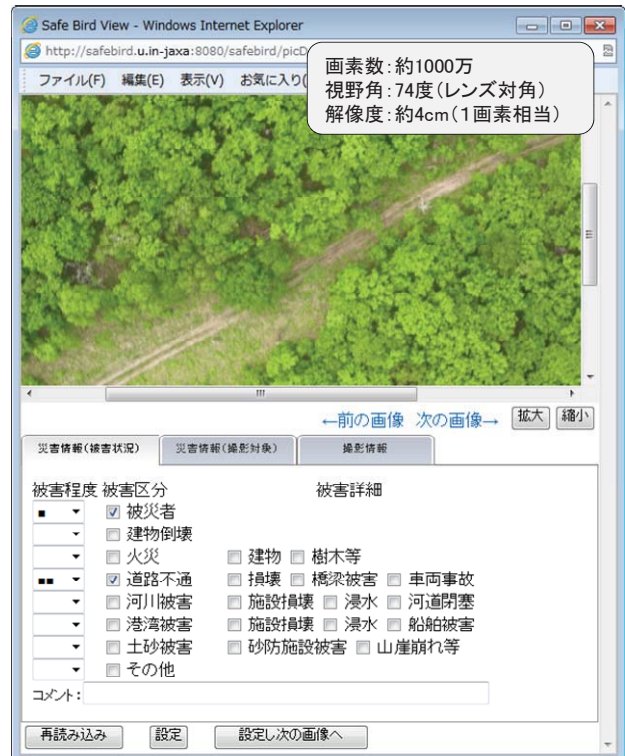 Safe Bird View - Windows Internet Explorer
http://safebird.u.in-jaxa:8080/safebird/picD
ファイル(F) 編集(E) 表示(V) お気に入り(
画素数：約1000万
視野角：74度（レンズ対角）
解像度：約4cm（1画素相当）
←前の画像 次の画像→ 拡大 縮小
災害情報(被害状況) 災害情報(撮影対象) 撮影情報
被害程度 被害区分 被害詳細
■ 被災者
建物倒壊
火災 建物 樹木等
■■ 道路不通 損壊 橋梁被害 車両事故
河川被害 施設損壊 浸水 河道閉塞
港湾被害 施設損壊 浸水 船舶被害
土砂被害 砂防施設被害 山崖崩れ等
その他
コメント：
再読み込み 設定 設定し次の画像へ